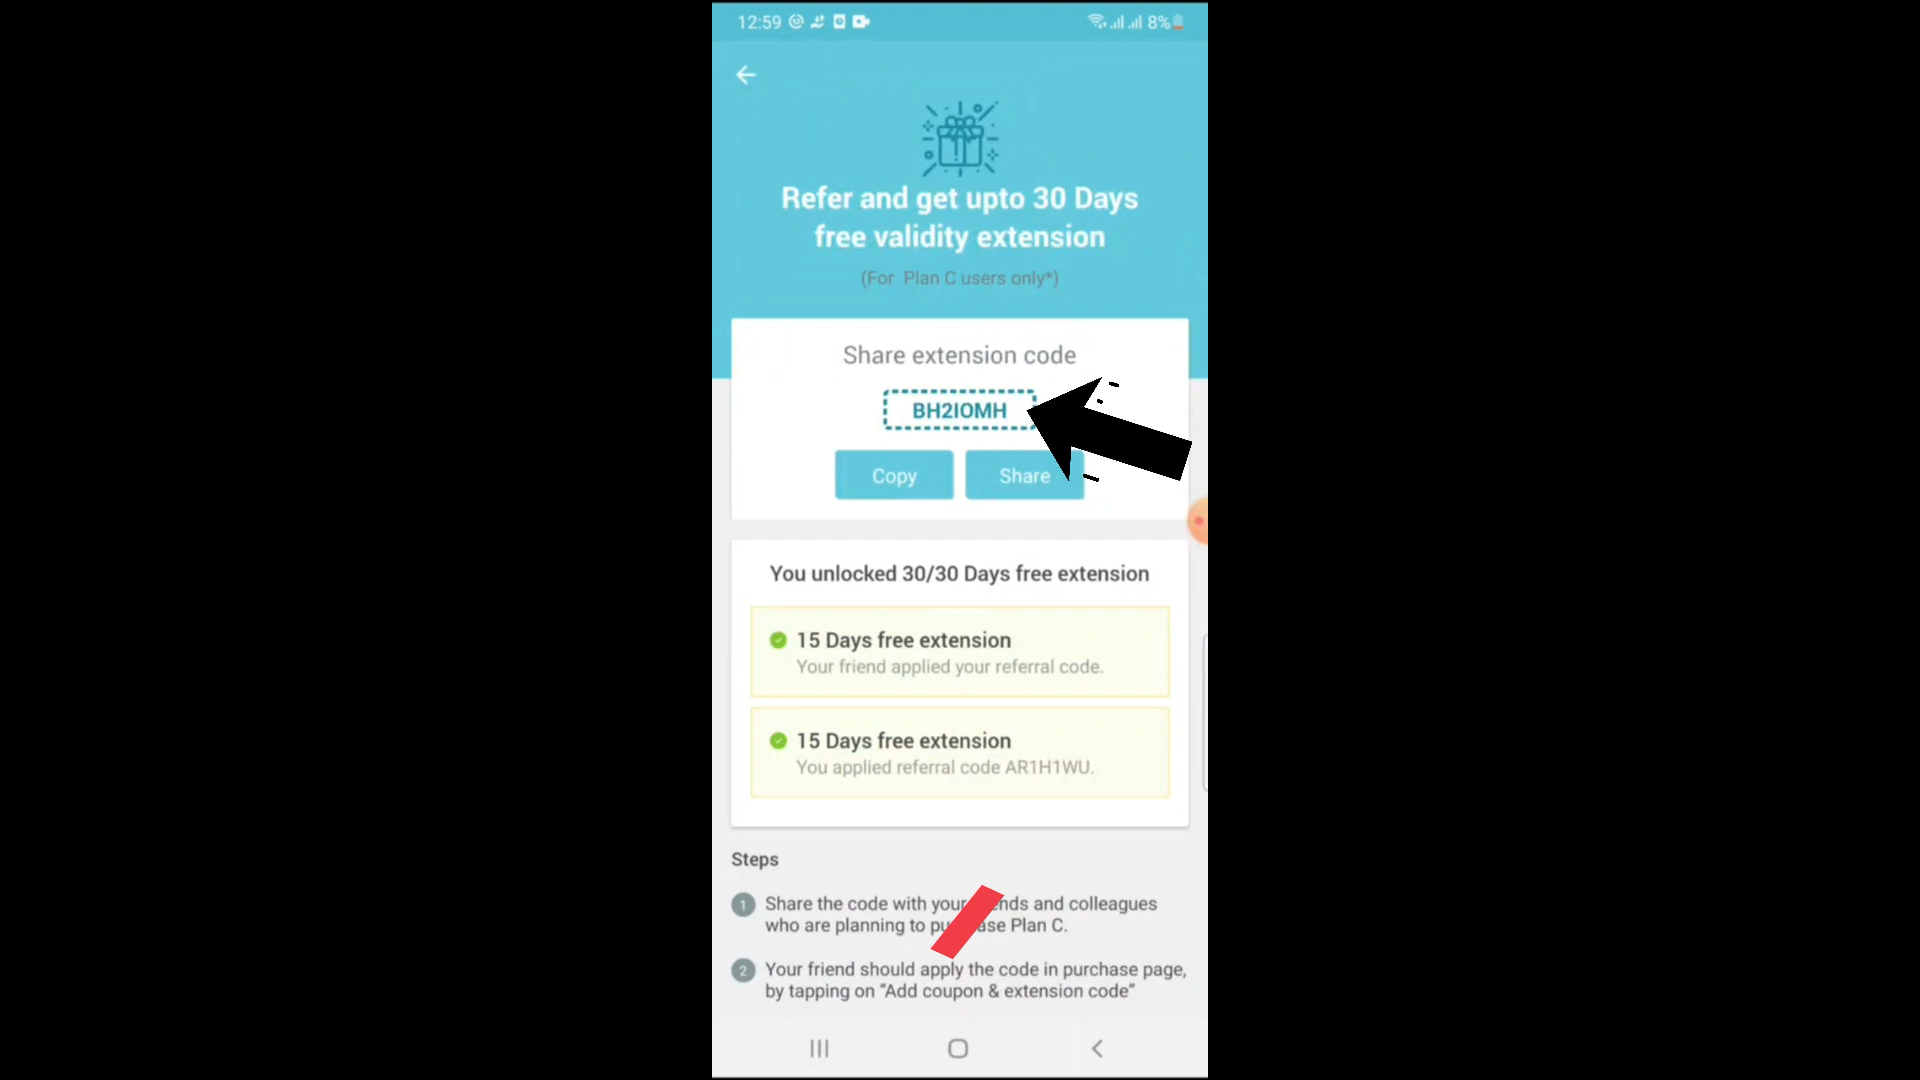 12:59
8%
Refer and get upto 30 Days
free validity extension
(For Plan C users only*)
Share extension code
BH2IOMH
Copy Share
You unlocked 30/30 Days free extension
15 Days free extension
Your friend applied your referral code.
15 Days free extension
You applied referral code AR1H1WU.
Steps
1 Share the code with your friends and colleagues
who are planning to purchase Plan C.
2 Your friend should apply the code in purchase page,
by tapping on “Add coupon & extension code”